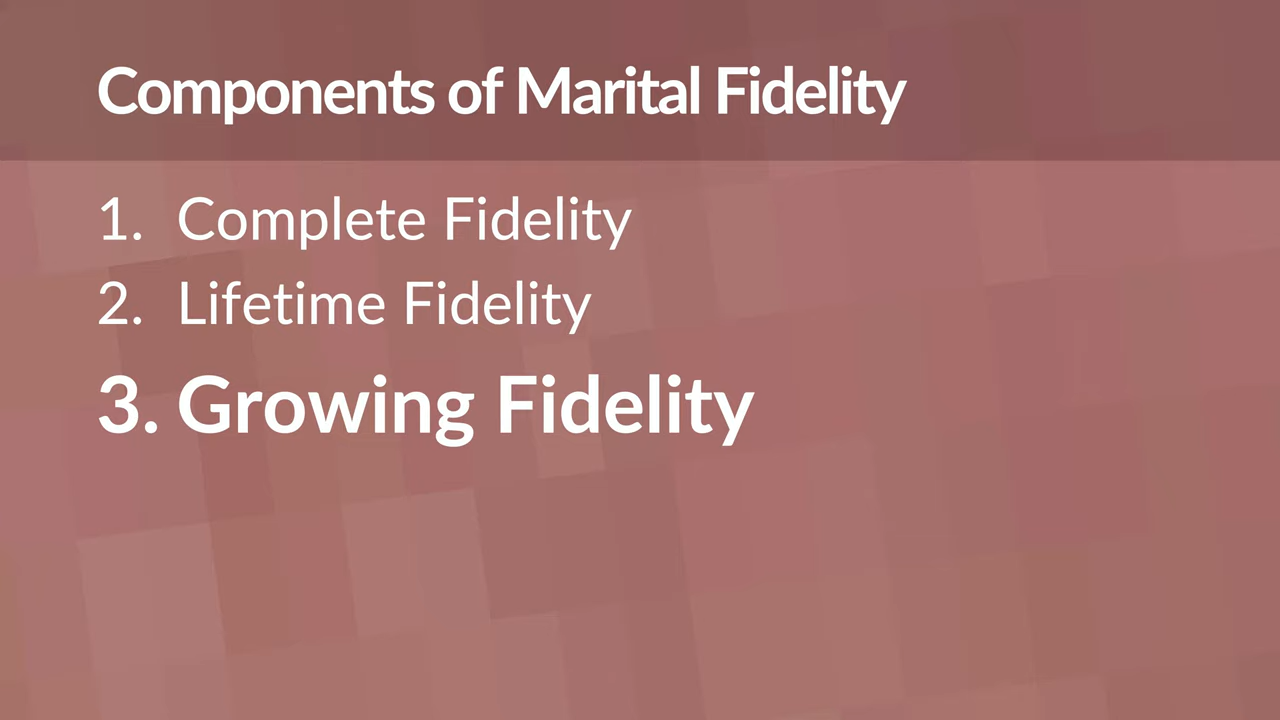 Components of Marital Fidelity
1. Complete Fidelity
2. Lifetime Fidelity
3. Growing Fidelity